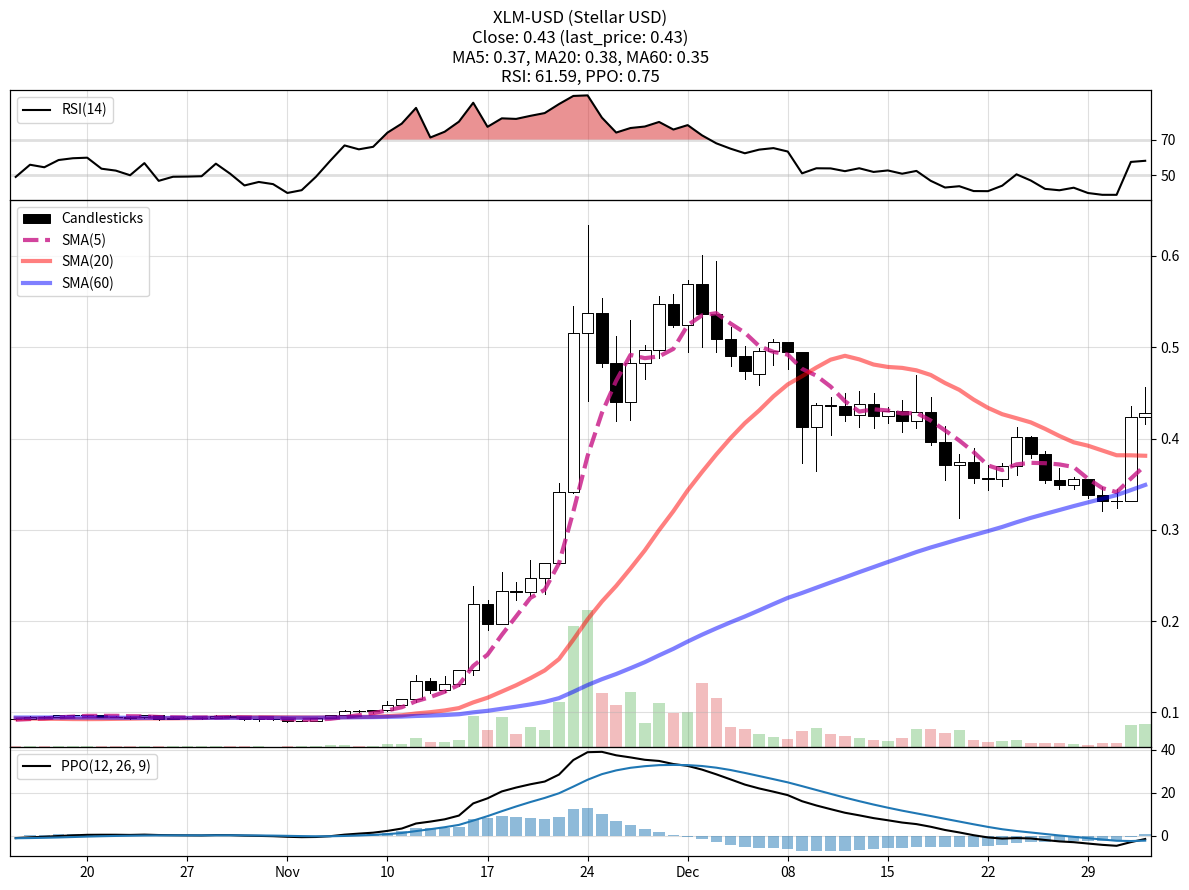 XLM-USD (Stellar USD)
Close: 0.43 (last_price: 0.43)
MA5: 0.37, MA20: 0.38, MA60: 0.35
RSI: 61.59, PPO: 0.75
RSI(14)
70
50
Candlesticks
SMA(5)
SMA(20)
SMA(60)
0.6
0.5
0.4
0.3
0.2
0.1
PPO(12, 26, 9)
40
20
0
20 27 Nov 10 17 24 Dec 08 15 22 29